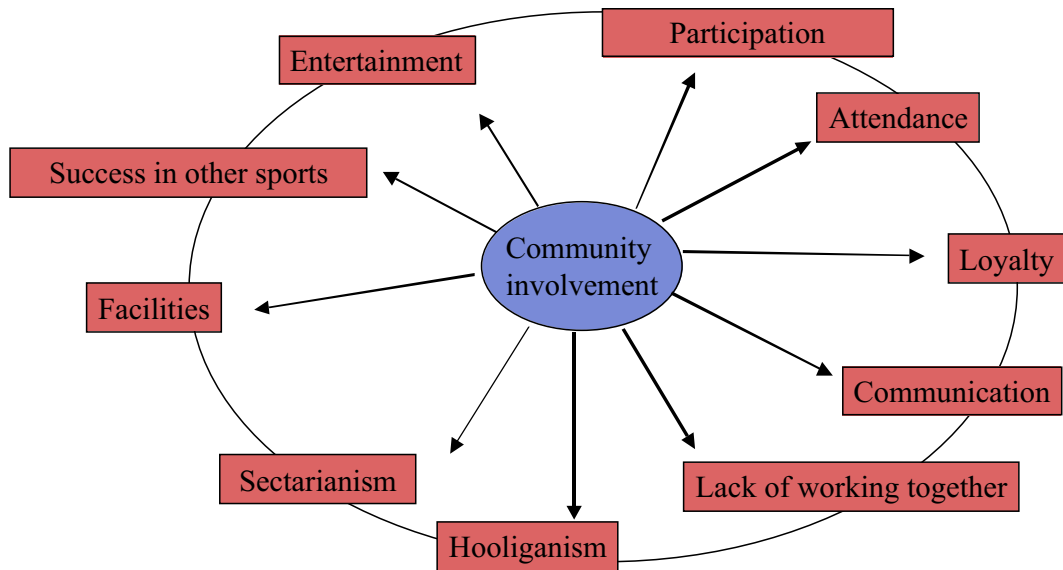 Participation
Entertainment
Attendance
Success in other sports
Community
involvement
Loyalty
Facilities
Communication
Sectarianism
Lack of working together
Hooliganism